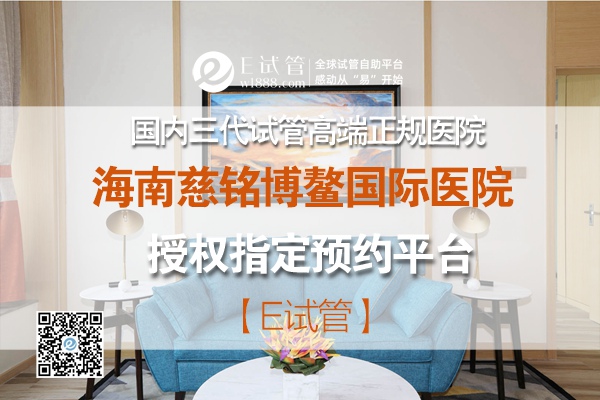 E试管
w1888.com
全球试管自助平台
感动从“易”开始
国内三代试管高端正规医院
海南慈铭博鳌国际医院
授权指定预约平台
【E试管】